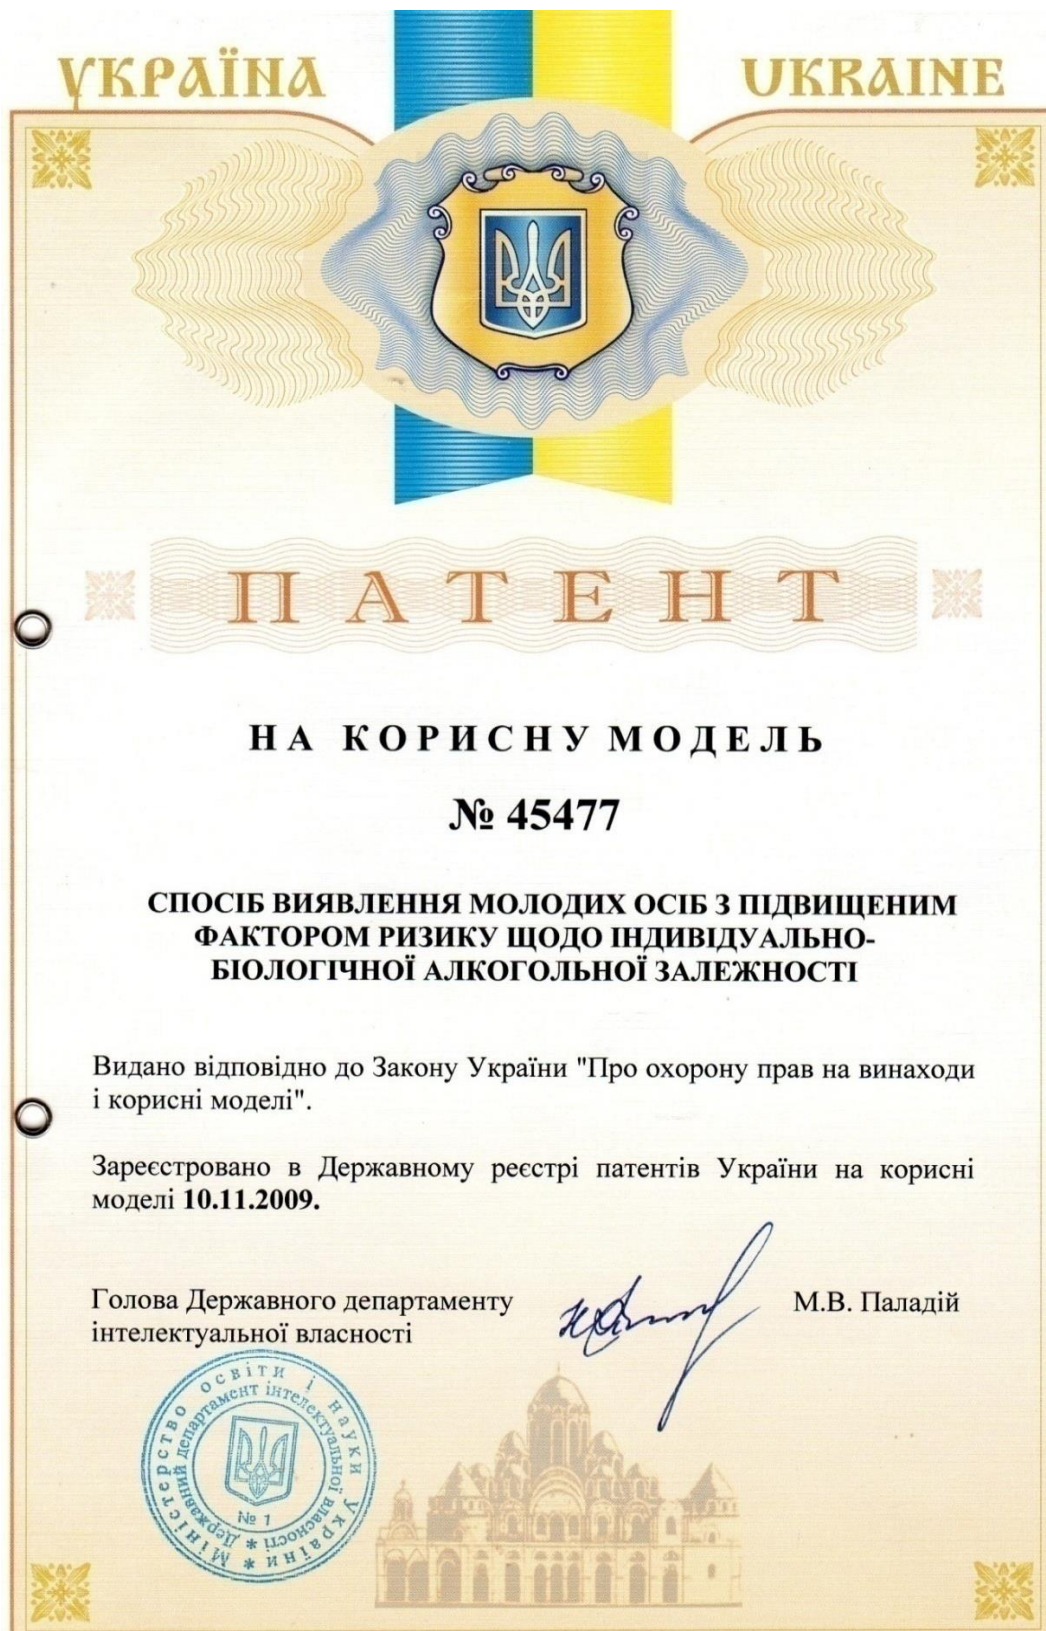 УКРАЇНА
UKRAINE
ПАТЕНТ
НА КОРИСНУ МОДЕЛЬ
№ 45477
СПОСІБ ВИЯВЛЕННЯ МОЛОДИХ ОСІБ З ПІДВИЩЕНИМ
ФАКТОРОМ РИЗИКУ ЩОДО ІНДИВІДУАЛЬНО-
БІОЛОГІЧНОЇ АЛКОГОЛЬНОЇ ЗАЛЕЖНОСТІ
Видано відповідно до Закону України "Про охорону прав на винаходи
і корисні моделі".
Зареєстровано в Державному реєстрі патентів України на корисні
моделі 10.11.2009.
Голова Державного департаменту
інтелектуальної власності
М.В. Паладій
Міністерство освіти і науки України *
Державний департамент інтелектуальної власності *
№ 1